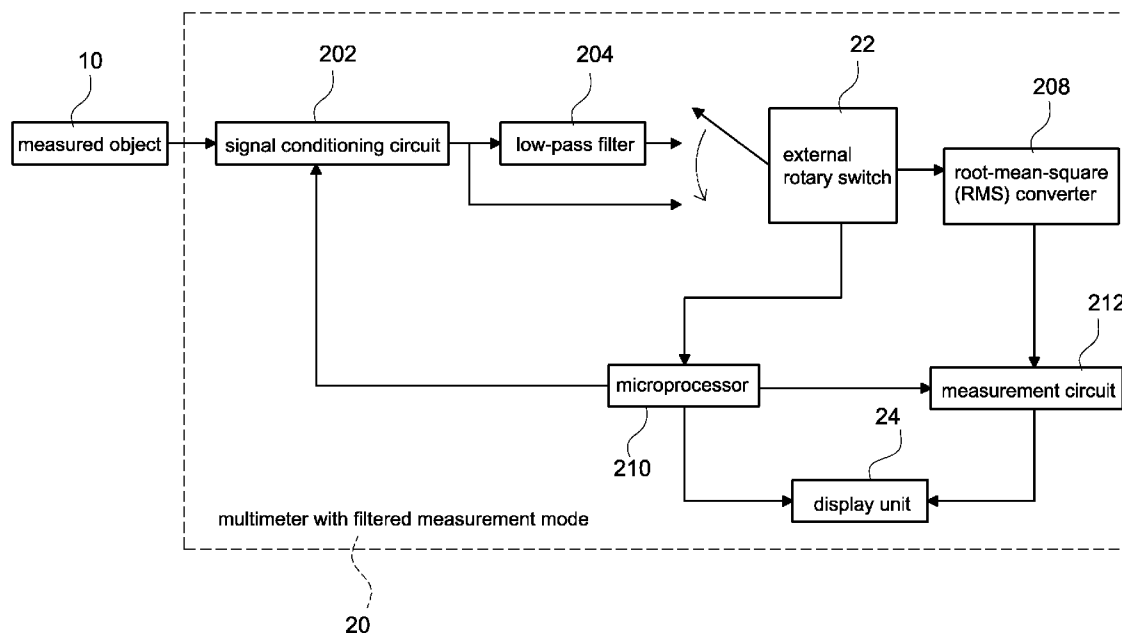 10
202
204
22
208
measured object
signal conditioning circuit
low-pass filter
external
rotary switch
root-mean-square
(RMS) converter
212
microprocessor
measurement circuit
210
24
display unit
multimeter with filtered measurement mode
20